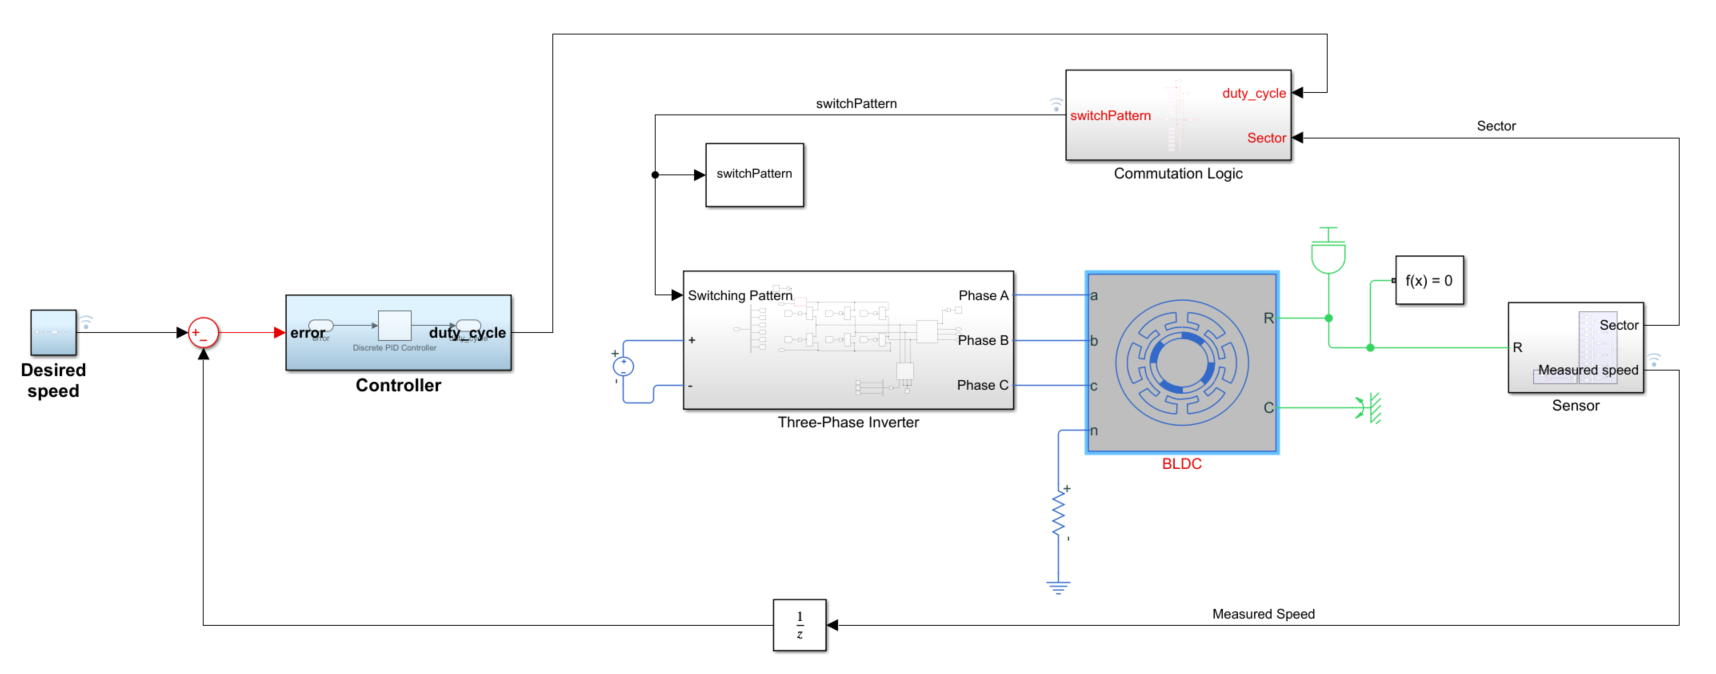 duty_cycle
switchPattern
Sector
Commutation Logic
switchPattern
Sector
switchPattern
Desired
speed
+
−
error
error
Discrete PID Controller
duty_cycle
Controller
+
-
Switching Pattern
+
-
Phase A
Phase B
Phase C
Three-Phase Inverter
a
b
c
n
R
C
BLDC
+
-
f(x) = 0
R
Sector
Measured speed
Sensor
1
z
Measured Speed